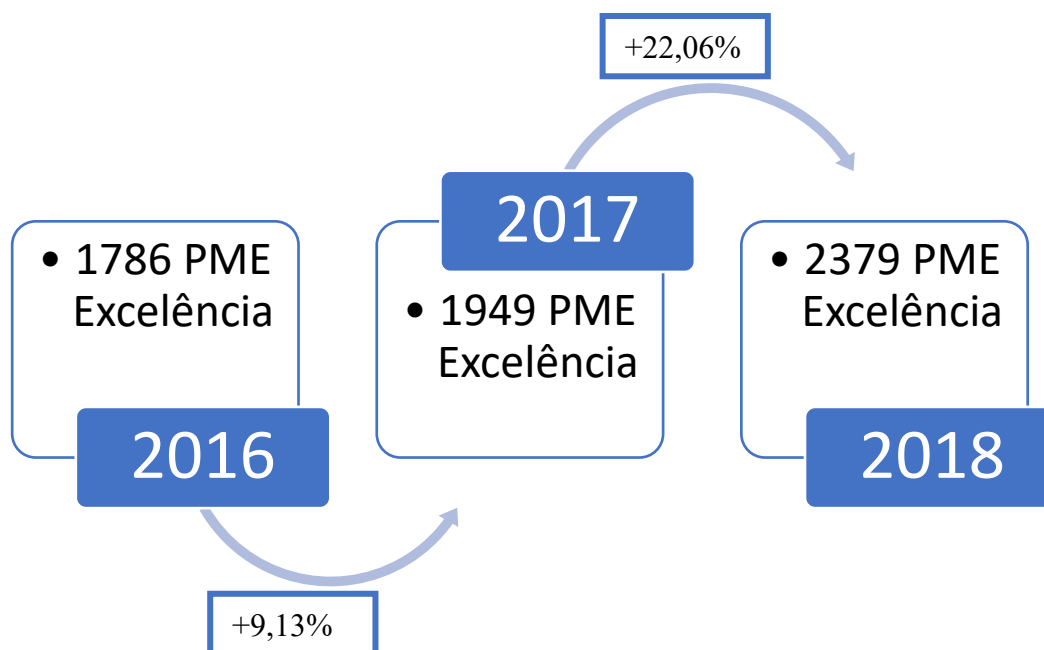 • 1786 PME
Excelência
2016
+9,13%
2017
• 1949 PME
Excelência
+22,06%
• 2379 PME
Excelência
2018